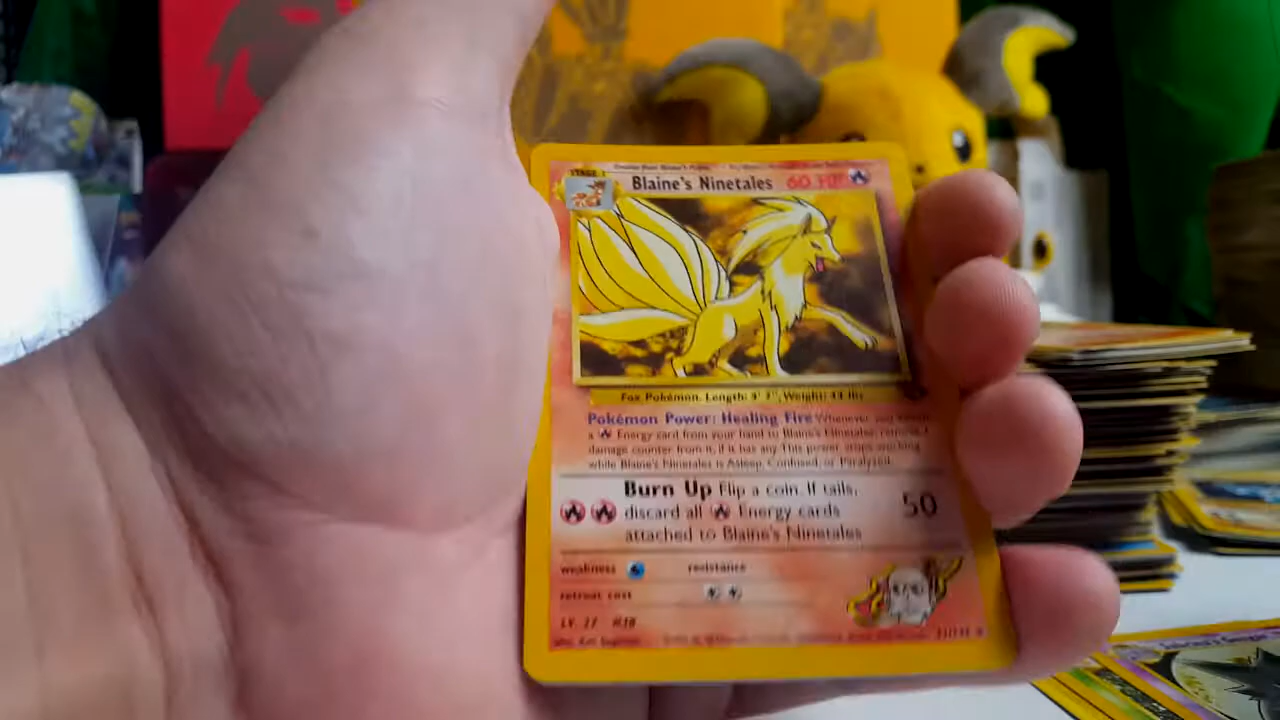 STAGE 1
Blaine's Ninetales 60 HP
Fox Pokémon. Length: 3' 7", Weight: 44 lbs
Pokémon Power: Healing Fire Whenever you attach
a Energy card from your hand to Blaine's Ninetales, remove 1
damage counter from it, if it has any. This power stops working
while Blaine's Ninetales is Asleep, Confused, or Paralyzed.
Burn Up Flip a coin. If tails,
discard all Energy cards
attached to Blaine's Ninetales
50
weakness resistance
retreat cost
LV. 27 #38